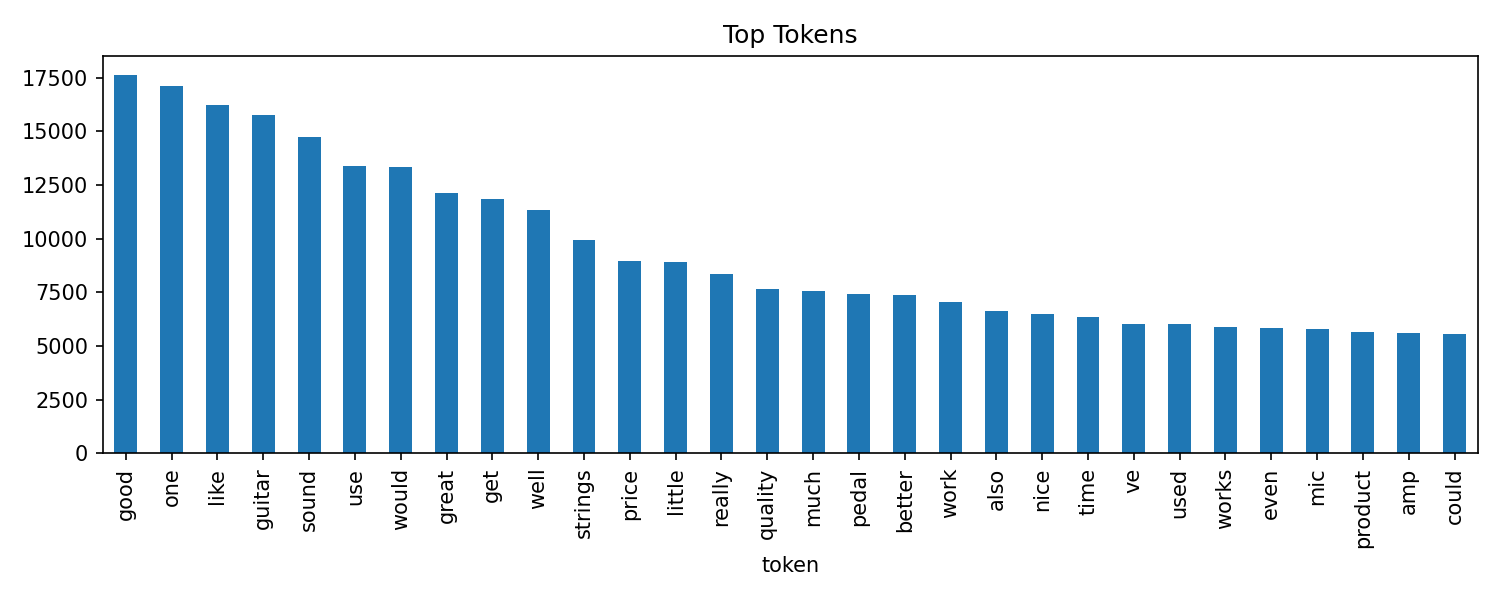 Top Tokens
17500
15000
12500
10000
7500
5000
2500
0
good
one
like
guitar
sound
use
would
great
get
well
strings
price
little
really
quality
much
pedal
better
work
also
nice
time
ve
used
works
even
mic
product
amp
could
token